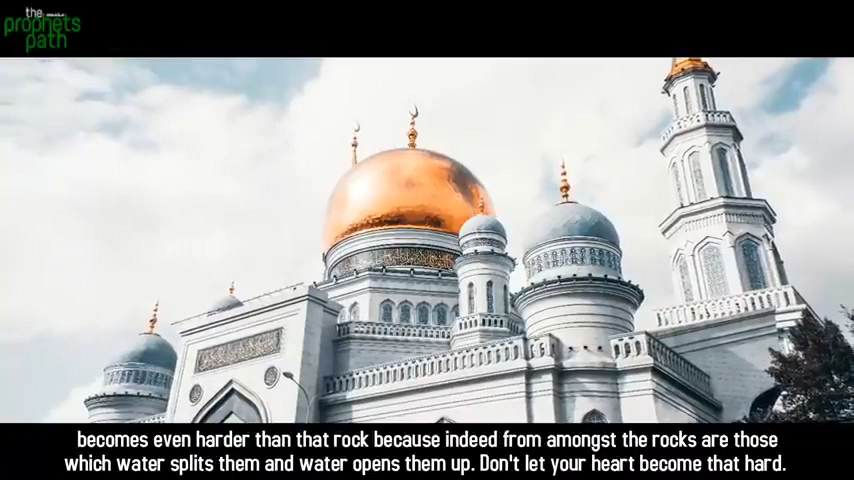 the
prophets
path
becomes even harder than that rock because indeed from amongst the rocks are those
which water splits them and water opens them up. Don't let your heart become that hard.